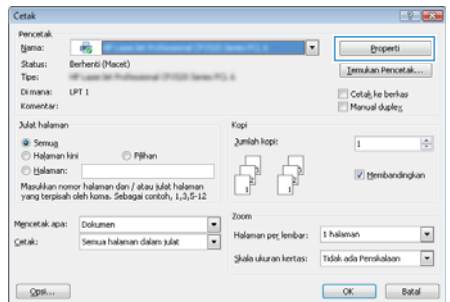 Cetak
Pencetak
Nama:
Properti
Status: Berhenti (Macet)
Temukan Pencetak...
Tipe:
Di mana: LPT 1
Cetak ke berkas
Komentar:
Manual duplex
Julat halaman
Semua
Halaman kini
Pilihan
Halaman:
Masukkan nomor halaman dan / atau julat halaman
yang terpisah oleh koma. Sebagai contoh, 1,3,5-12
Kopi
Jumlah kopi: 1
Membandingkan
Mencetak apa: Dokumen
Cetak: Semua halaman dalam julat
Zoom
Halaman per lembar: 1 halaman
Skala ukuran kertas: Tidak ada Penskalaan
Opsi...
OK
Batal